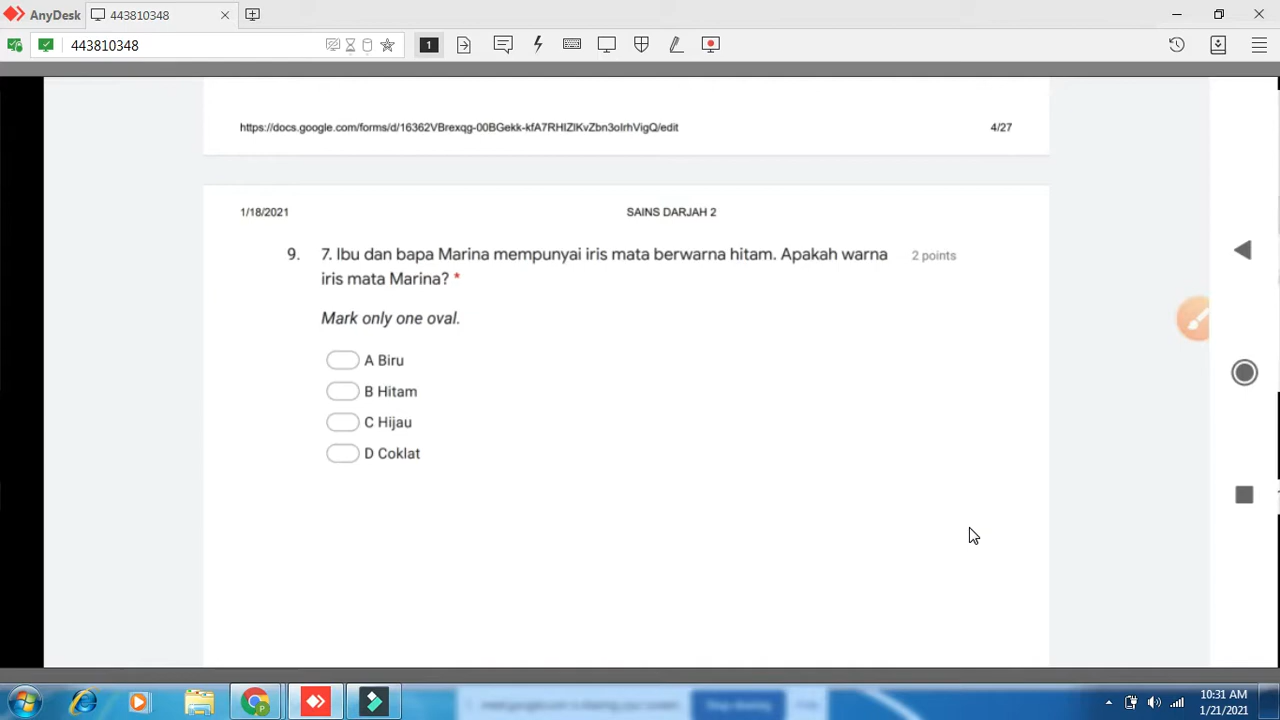 AnyDesk
443810348
443810348
1
https://docs.google.com/forms/d/16362VBrexqg-00BGekk-kfA7RHIZlKvZbn3oIrhVigQ/edit
4/27
1/18/2021
SAINS DARJAH 2
9. 7. Ibu dan bapa Marina mempunyai iris mata berwarna hitam. Apakah warna 2 points
iris mata Marina? *
Mark only one oval.
A Biru
B Hitam
C Hijau
D Coklat
10:31 AM
1/21/2021